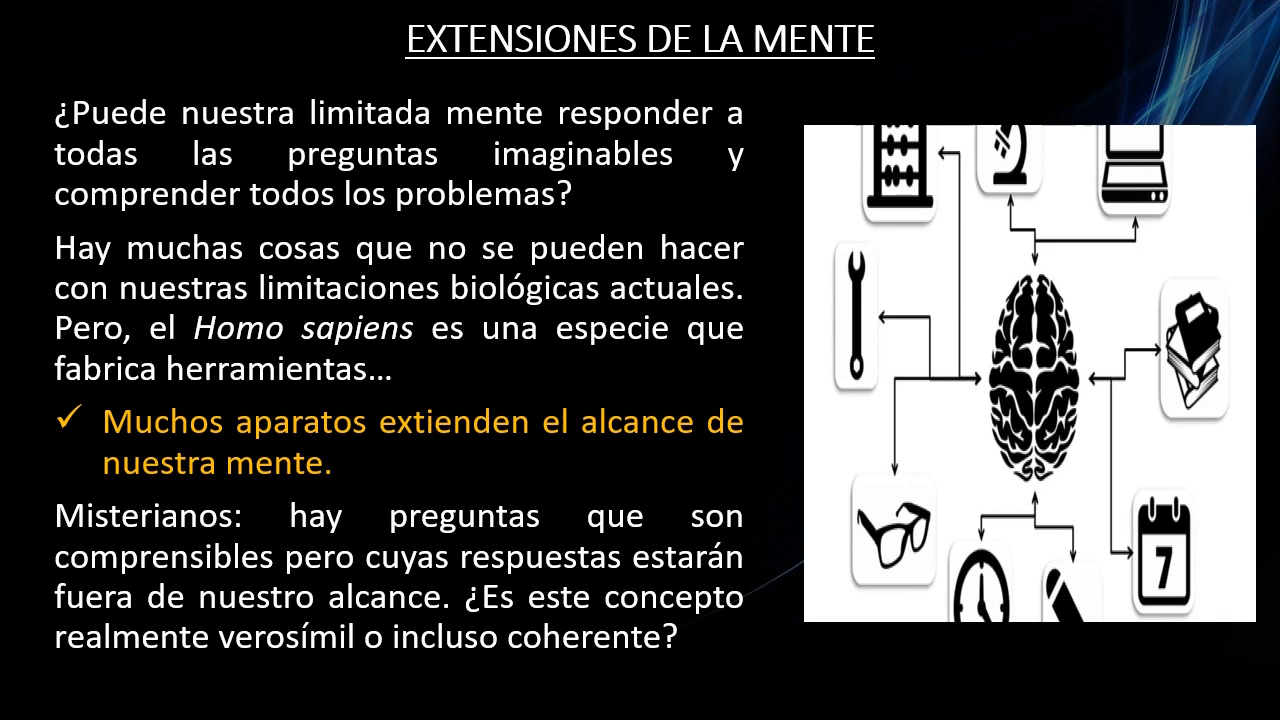 EXTENSIONES DE LA MENTE
¿Puede nuestra limitada mente responder a
todas las preguntas imaginables y
comprender todos los problemas?
Hay muchas cosas que no se pueden hacer
con nuestras limitaciones biológicas actuales.
Pero, el Homo sapiens es una especie que
fabrica herramientas...
✓ Muchos aparatos extienden el alcance de
nuestra mente.
Misterianos: hay preguntas que son
comprensibles pero cuyas respuestas estarán
fuera de nuestro alcance. ¿Es este concepto
realmente verosímil o incluso coherente?
7